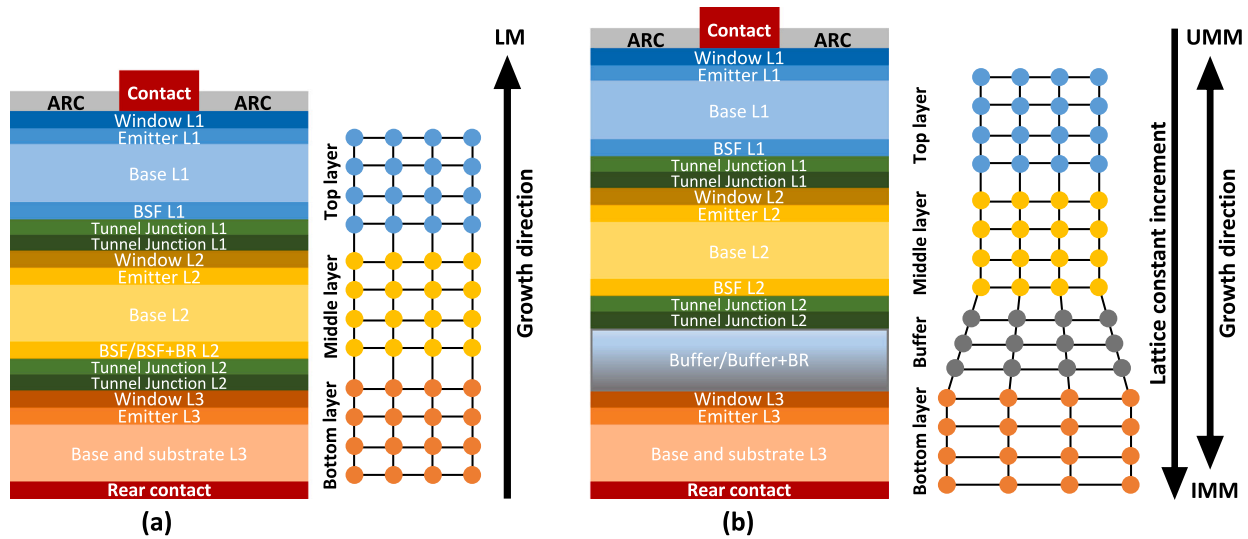 LM
Contact
ARC ARC
Window L1
Emitter L1
Base L1
BSF L1
Tunnel Junction L1
Tunnel Junction L1
Window L2
Emitter L2
Base L2
BSF/BSF+BR L2
Tunnel Junction L2
Tunnel Junction L2
Window L3
Emitter L3
Base and substrate L3
Rear contact
Top layer
Middle layer
Bottom layer
Growth direction
(a)
Contact
ARC ARC
Window L1
Emitter L1
Base L1
BSF L1
Tunnel Junction L1
Tunnel Junction L1
Window L2
Emitter L2
Base L2
BSF L2
Tunnel Junction L2
Tunnel Junction L2
Buffer/Buffer+BR
Window L3
Emitter L3
Base and substrate L3
Rear contact
Top layer
Middle layer
Buffer
Bottom layer
Lattice constant increment
UMM
Growth direction
IMM
(b)